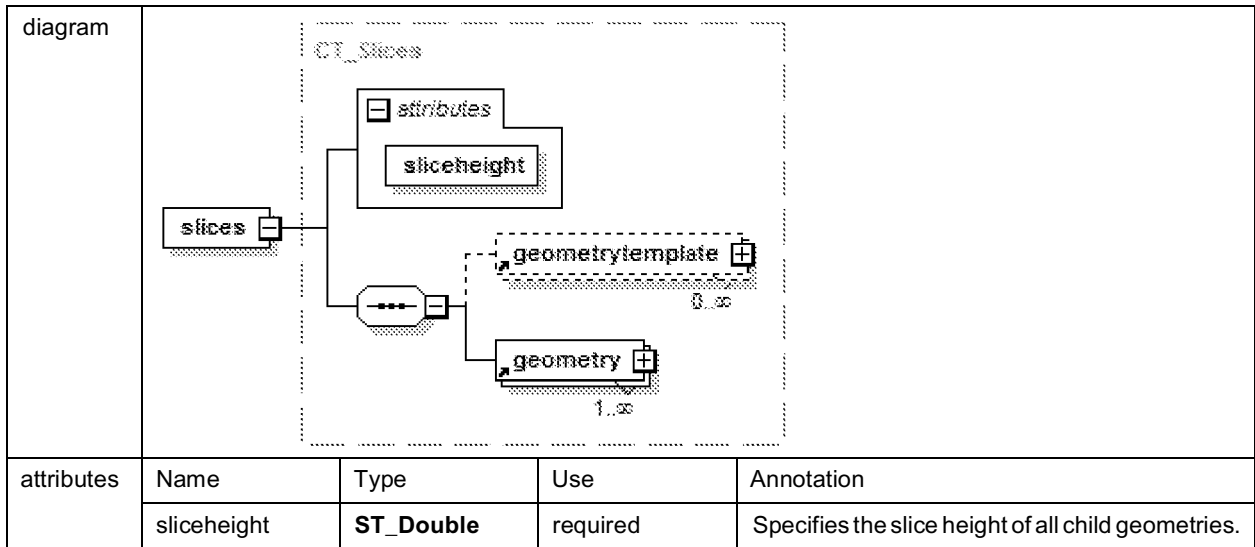 diagram
CT_Slices
attributes
sliceheight
slices
geometrytemplate
0..∞
geometry
1..∞
attributes Name Type Use Annotation
sliceheight ST_Double required Specifies the slice height of all child geometries.